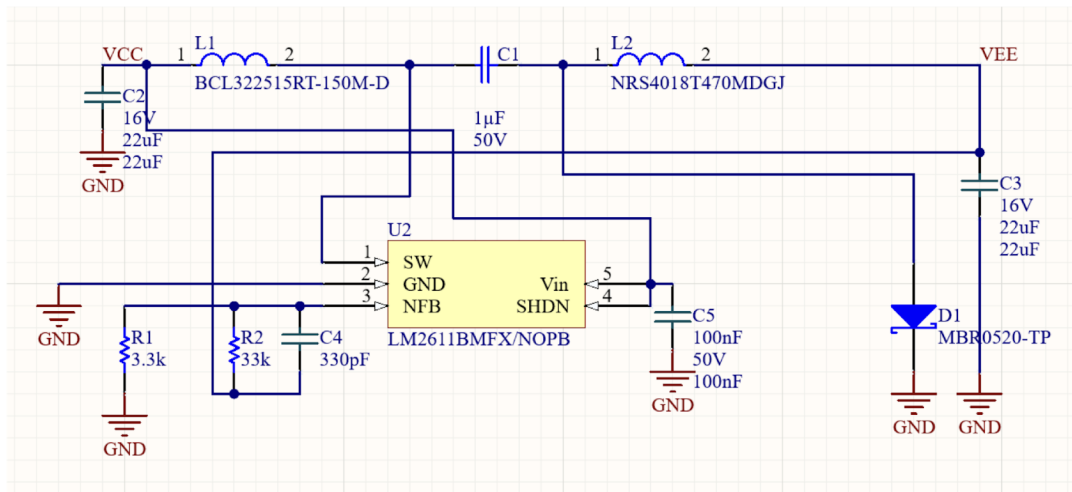 VCC
1
L1
2
BCL322515RT-150M-D
C1
1µF
50V
1
L2
2
NRS4018T470MDGJ
VEE
C2
16V
22uF
22uF
GND
C3
16V
22uF
22uF
U2
1
SW
2
GND
3
NFB
Vin
5
SHDN
4
LM2611BMFX/NOPB
GND
R1
3.3k
R2
33k
C4
330pF
C5
100nF
50V
100nF
GND
D1
MBR0520-TP
GND
GND
GND